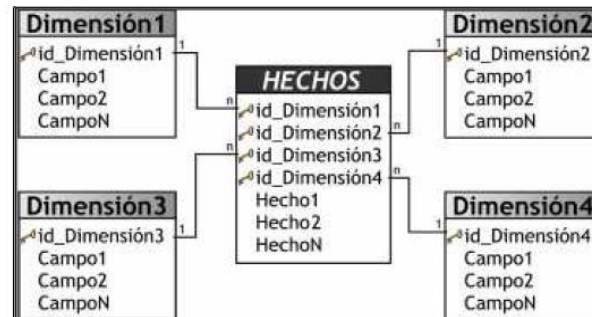 Dimensión1
id_Dimensión1
Campo1
Campo2
CampoN
1
Dimensión2
id_Dimensión2
Campo1
Campo2
CampoN
1
HECHOS
id_Dimensión1
id_Dimensión2
id_Dimensión3
id_Dimensión4
Hecho1
Hecho2
HechoN
n
n
n
n
Dimensión3
id_Dimensión3
Campo1
Campo2
CampoN
1
Dimensión4
id_Dimensión4
Campo1
Campo2
CampoN
1